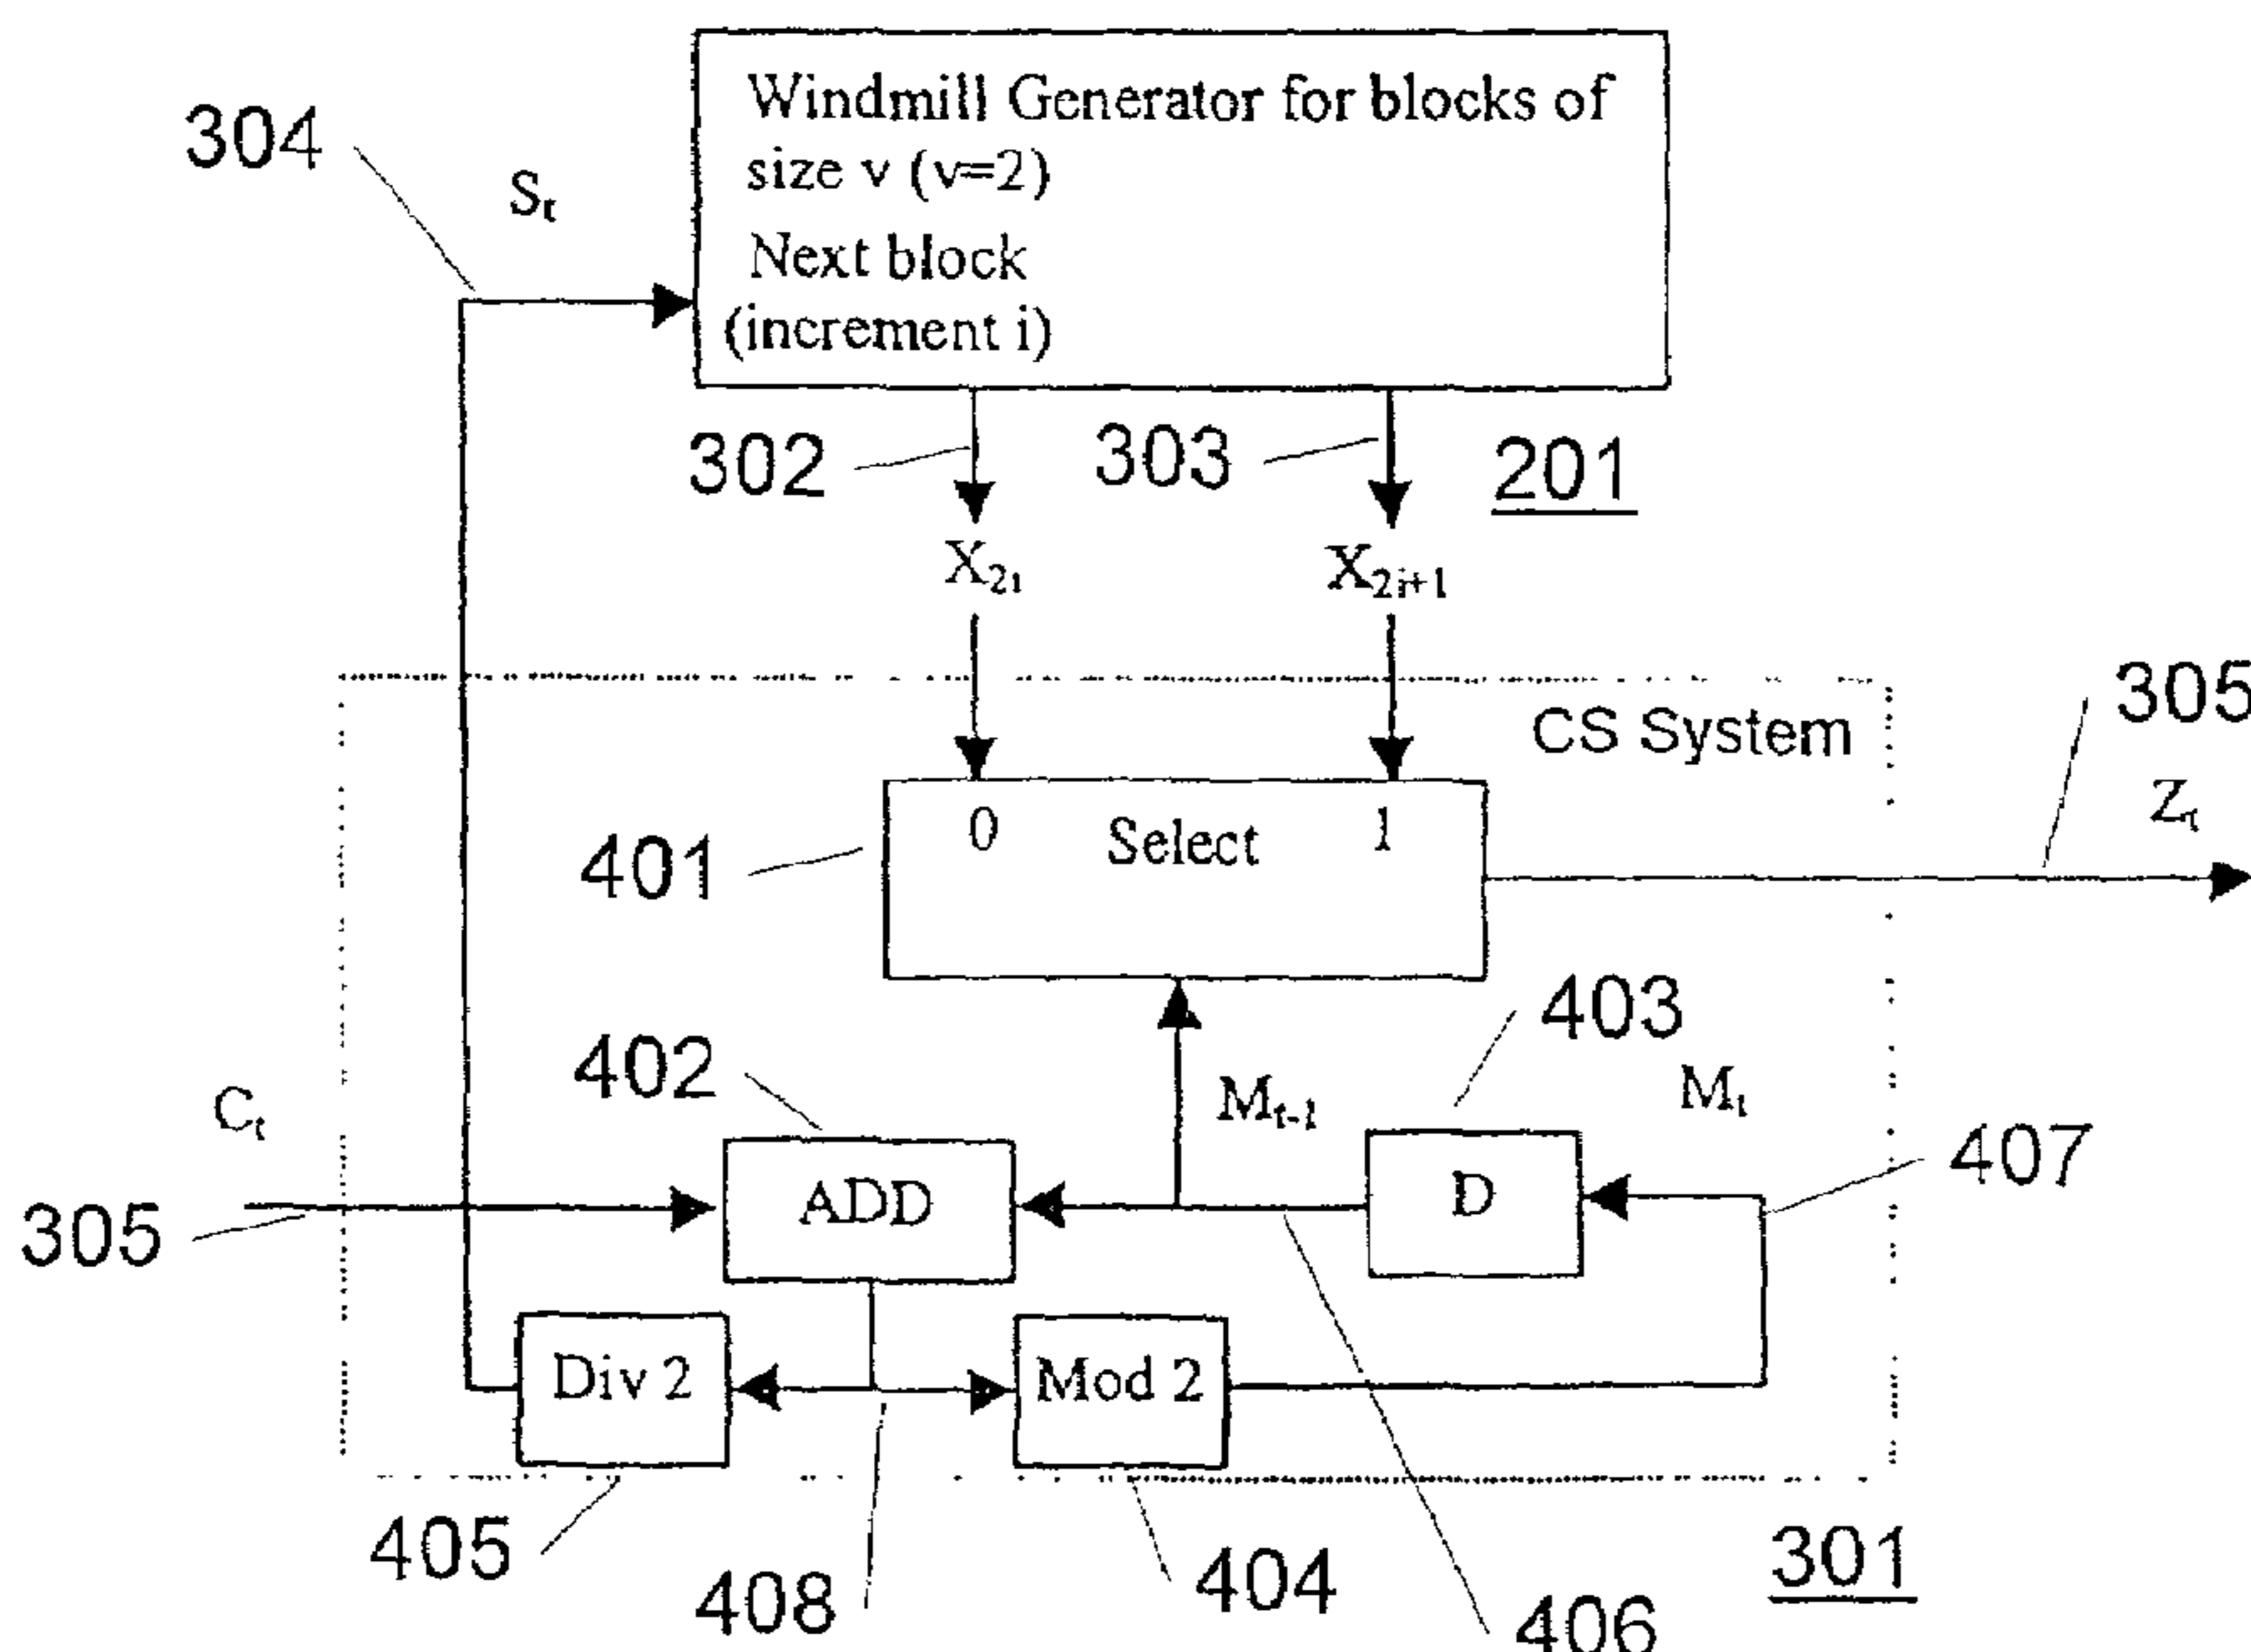 Windmill Generator for blocks of
size v (v=2)
Next block
(increment i)
304
Sₜ
302
303
201
X₂ᵢ
X₂ᵢ₊₁
305
CS System
Zₜ
0 Select 1
401
403
402
Mₜ₋₁
Mₜ
Cₜ
407
ADD
D
305
Div 2
Mod 2
405
408
404
406
301